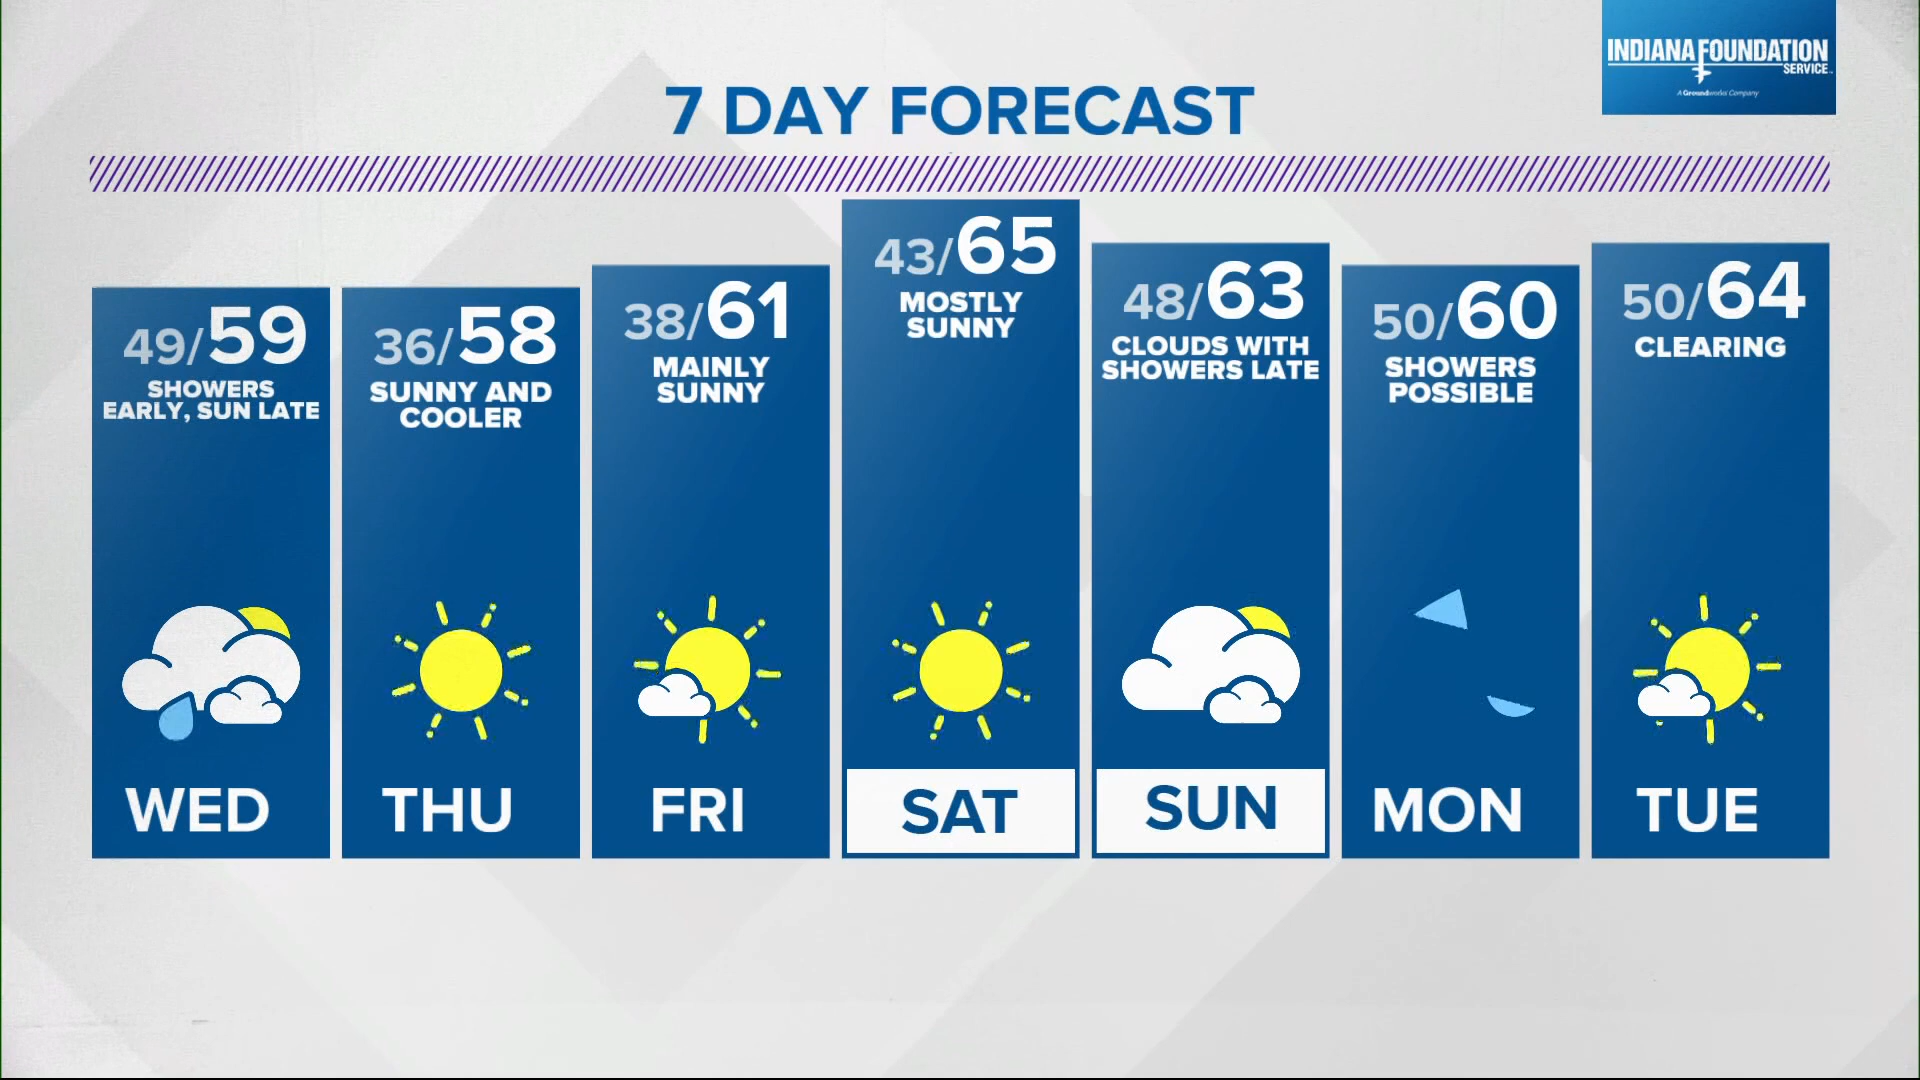 INDIANA FOUNDATION
SERVICE
A Groundworks Company
7 DAY FORECAST
49/59
SHOWERS
EARLY, SUN LATE
WED
36/58
SUNNY AND
COOLER
THU
38/61
MAINLY
SUNNY
FRI
43/65
MOSTLY
SUNNY
SAT
48/63
CLOUDS WITH
SHOWERS LATE
SUN
50/60
SHOWERS
POSSIBLE
MON
50/64
CLEARING
TUE